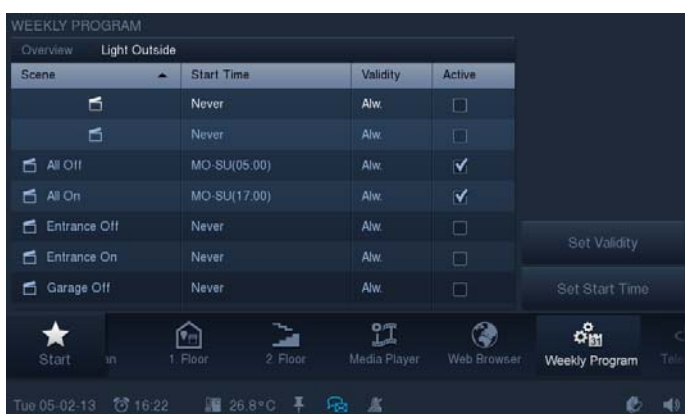 WEEKLY PROGRAM
Overview Light Outside
Scene Start Time Validity Active
Never Alw.
Never Alw.
All Off MO-SU(05.00) Alw.
All On MO-SU(17.00) Alw.
Entrance Off Never Alw.
Entrance On Never Alw.
Garage Off Never Alw.
Set Validity
Set Start Time
Start 1. Floor 2. Floor Media Player Web Browser Weekly Program
31
Tue 05-02-13 16:22 26.8°C